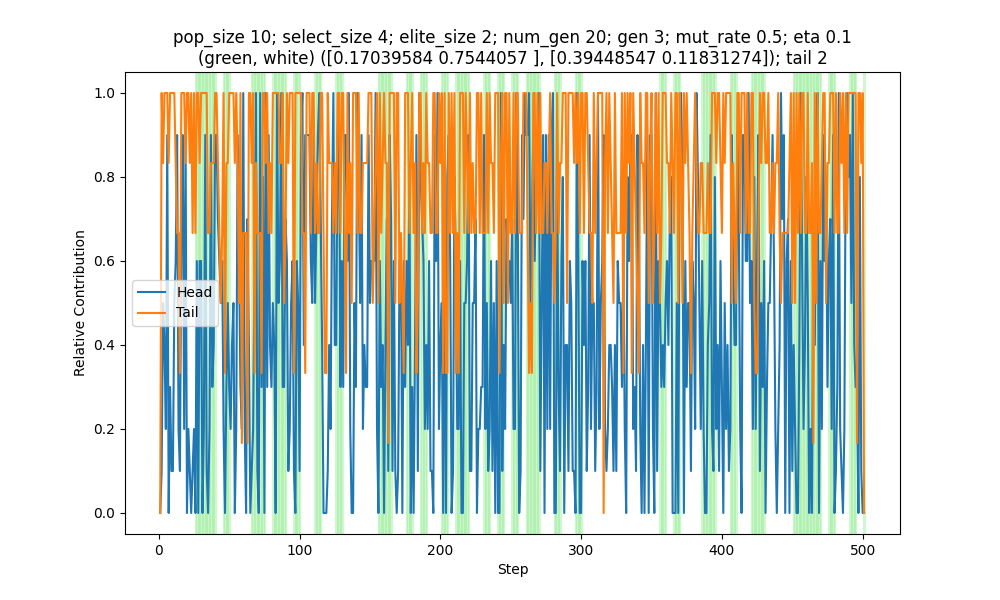 pop_size 10; select_size 4; elite_size 2; num_gen 20; gen 3; mut_rate 0.5; eta 0.1
(green, white) ([0.17039584 0.7544057 ], [0.39448547 0.11831274]); tail 2
1.0
0.8
0.6
0.4
0.2
0.0
Relative Contribution
Head
Tail
0
100
200
300
400
500
Step